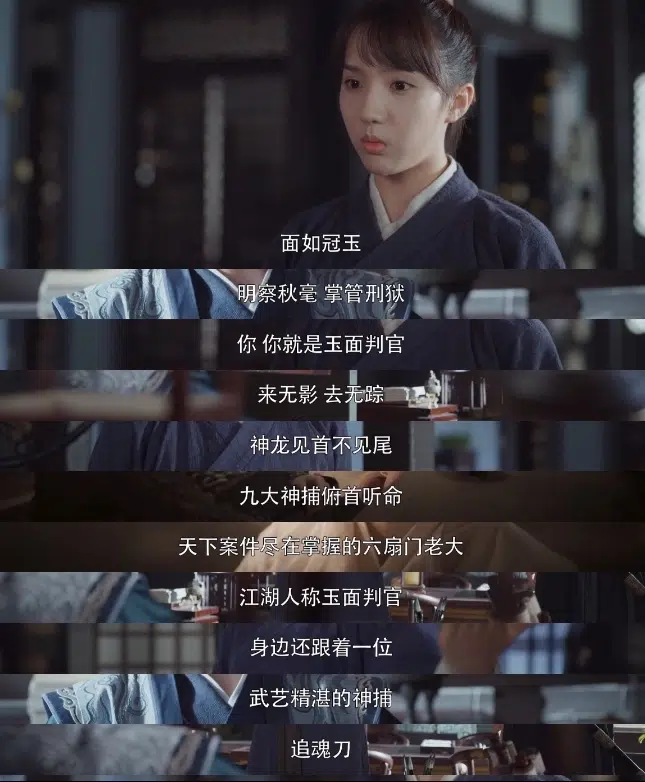 面如冠玉
明察秋毫 掌管刑狱
你 你就是玉面判官
来无影 去无踪
神龙见首不见尾
九大神捕俯首听命
天下案件尽在掌握的六扇门老大
江湖人称玉面判官
身边还跟着一位
武艺精湛的神捕
追魂刀